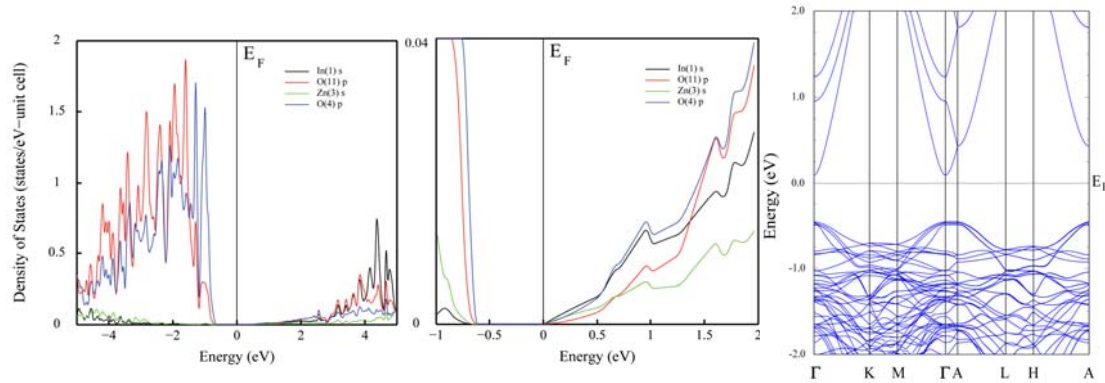 Density of States (states/eV−unit cell)
2
1.5
1
0.5
0
E_F
In(1) s
O(11) p
Zn(3) s
O(4) p
−4 −2 0 2 4
Energy (eV)
0.04
0
E_F
In(1) s
O(11) p
Zn(3) s
O(4) p
−1 −0.5 0 0.5 1 1.5 2
Energy (eV)
Energy (eV)
2.0
1.0
0.0
-1.0
-2.0
E_F
Γ K M Γ A L H A